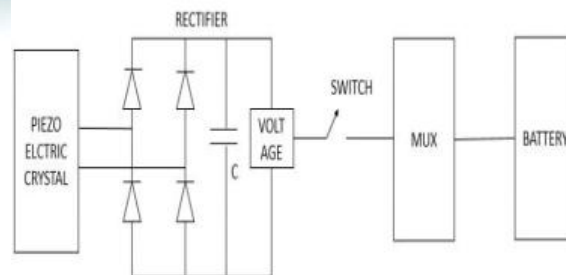 RECTIFIER
PIEZO
ELCTRIC
CRYSTAL
C
VOLT
AGE
SWITCH
MUX
BATTERY